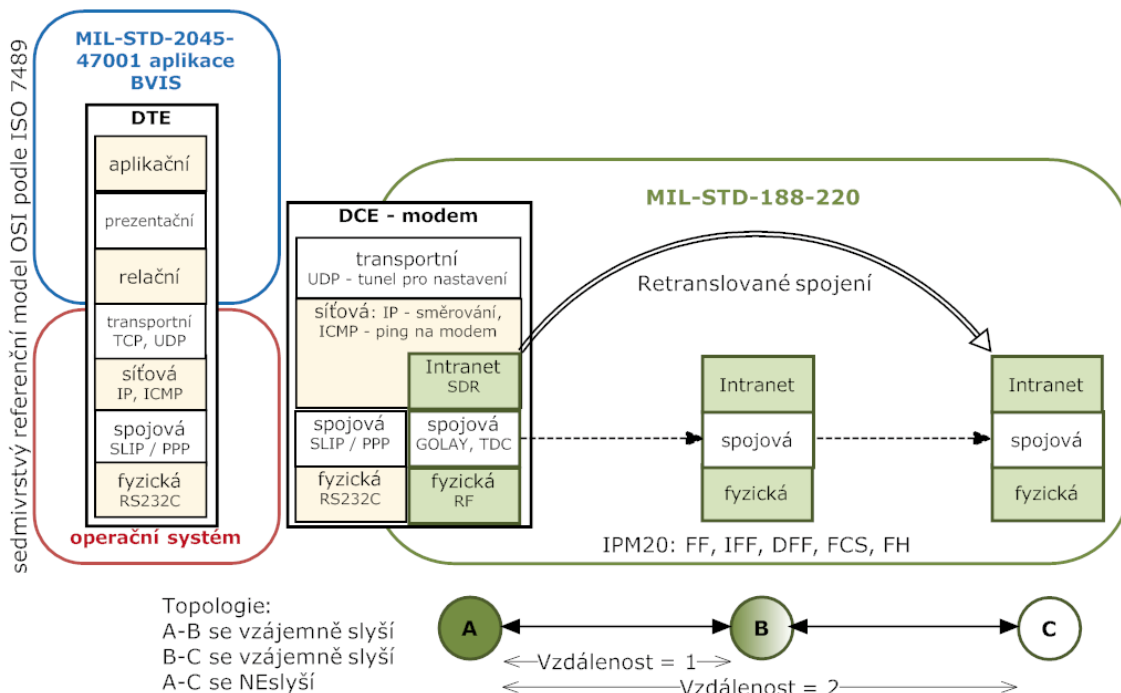 sedmivrstvý referenční model OSI podle ISO 7489
MIL-STD-2045-
47001 aplikace
BVIS
DTE
aplikační
prezentační
relační
transportní
TCP, UDP
síťová
IP, ICMP
spojová
SLIP / PPP
fyzická
RS232C
operační systém
MIL-STD-188-220
DCE - modem
transportní
UDP - tunel pro nastavení
síťová: IP - směrování,
ICMP - ping na modem
Intranet
SDR
spojová
SLIP / PPP
spojová
GOLAY, TDC
fyzická
RS232C
fyzická
RF
Retranslované spojení
Intranet
spojová
fyzická
Intranet
spojová
fyzická
IPM20: FF, IFF, DFF, FCS, FH
Topologie:
A-B se vzájemně slyší
B-C se vzájemně slyší
A-C se NEslyší
A
B
C
Vzdálenost = 1
Vzdálenost = 2